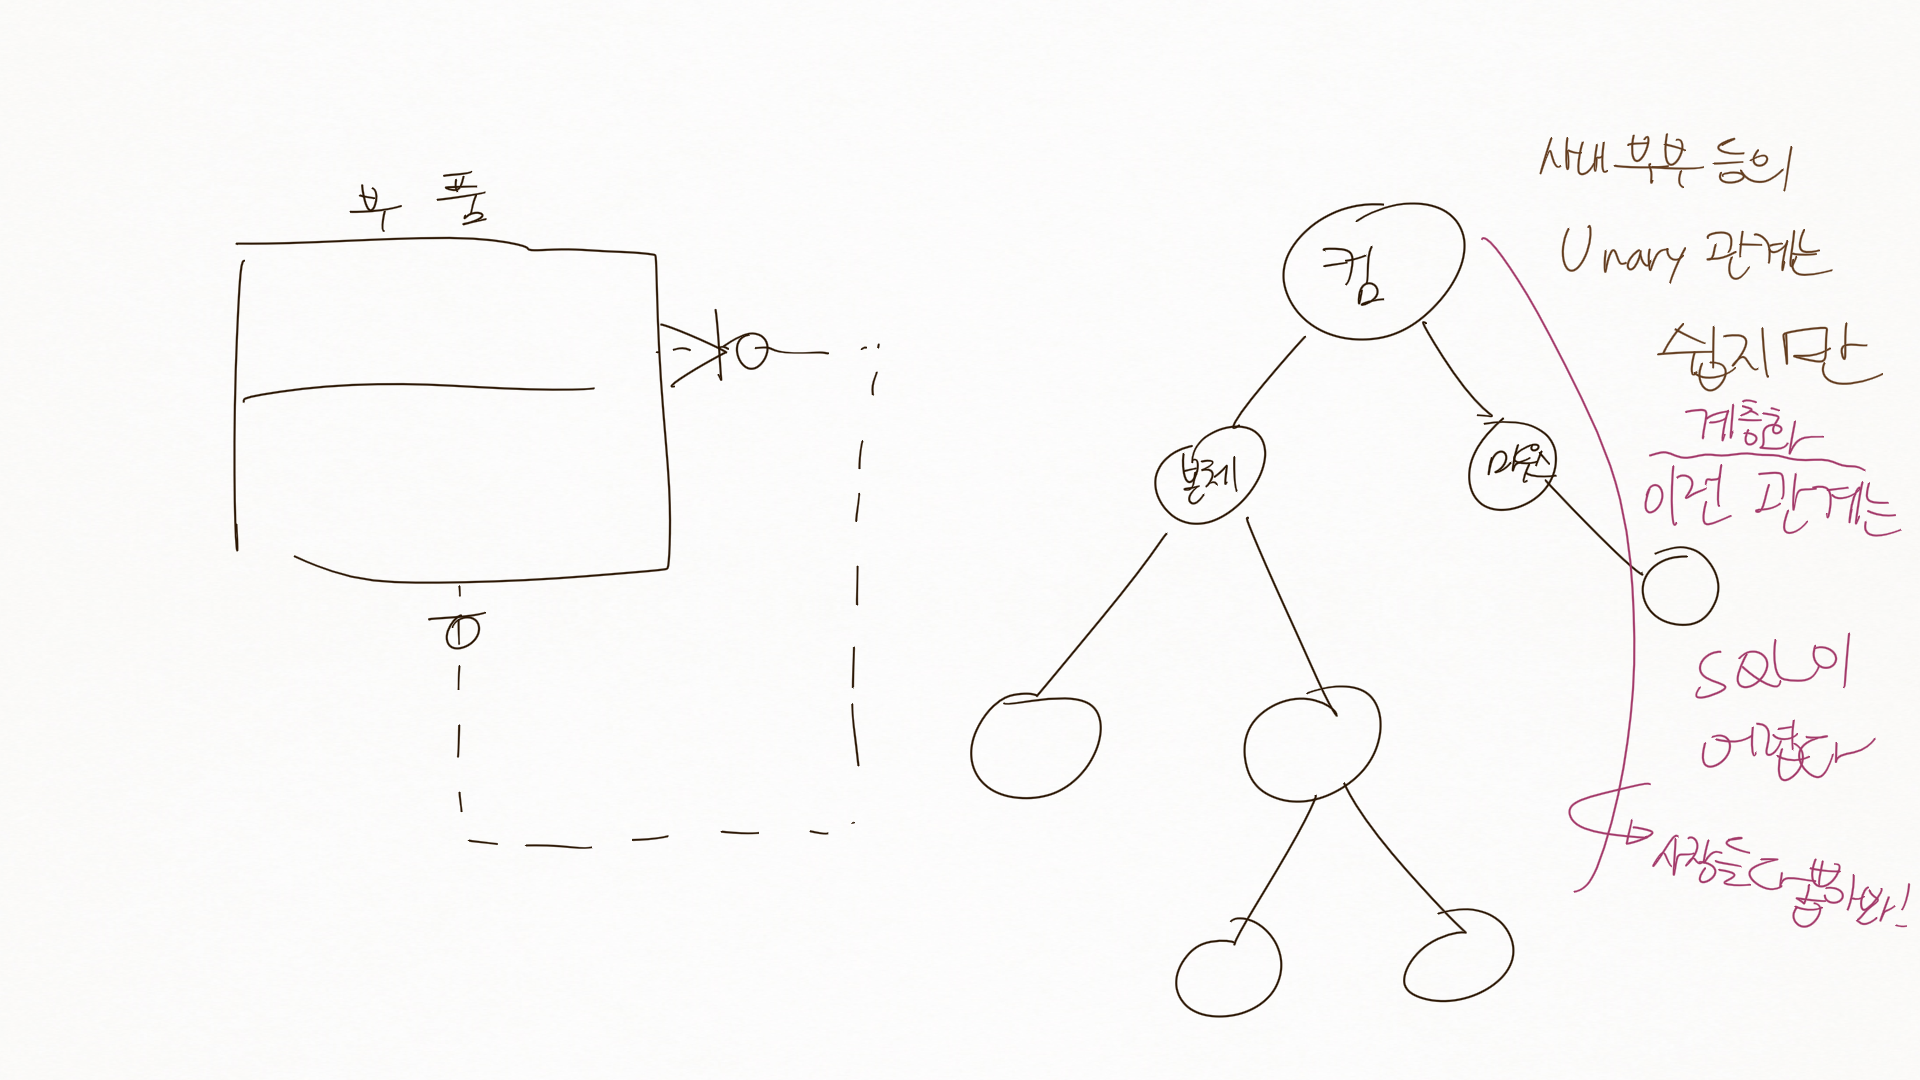 부 품
컴
본체
마우스
사내 부부 등의
Unary 관계는
쉽지만
계층화
이런 관계는
SQL이
어렵다
사장들 다 뽑아봐!